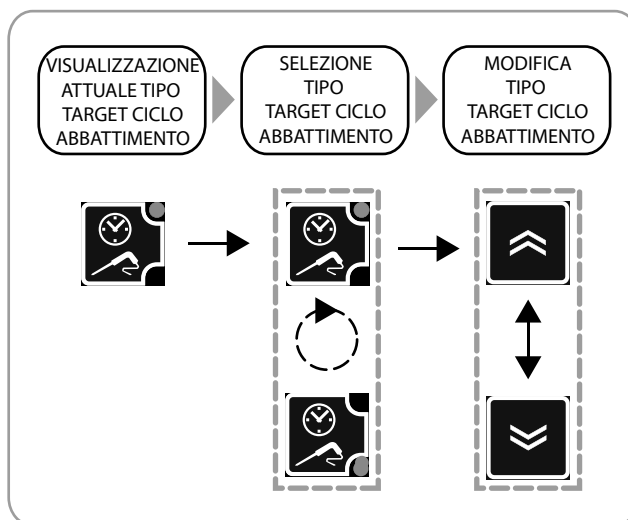 VISUALIZZAZIONE
ATTUALE TIPO
TARGET CICLO
ABBATTIMENTO
SELEZIONE
TIPO
TARGET CICLO
ABBATTIMENTO
MODIFICA
TIPO
TARGET CICLO
ABBATTIMENTO